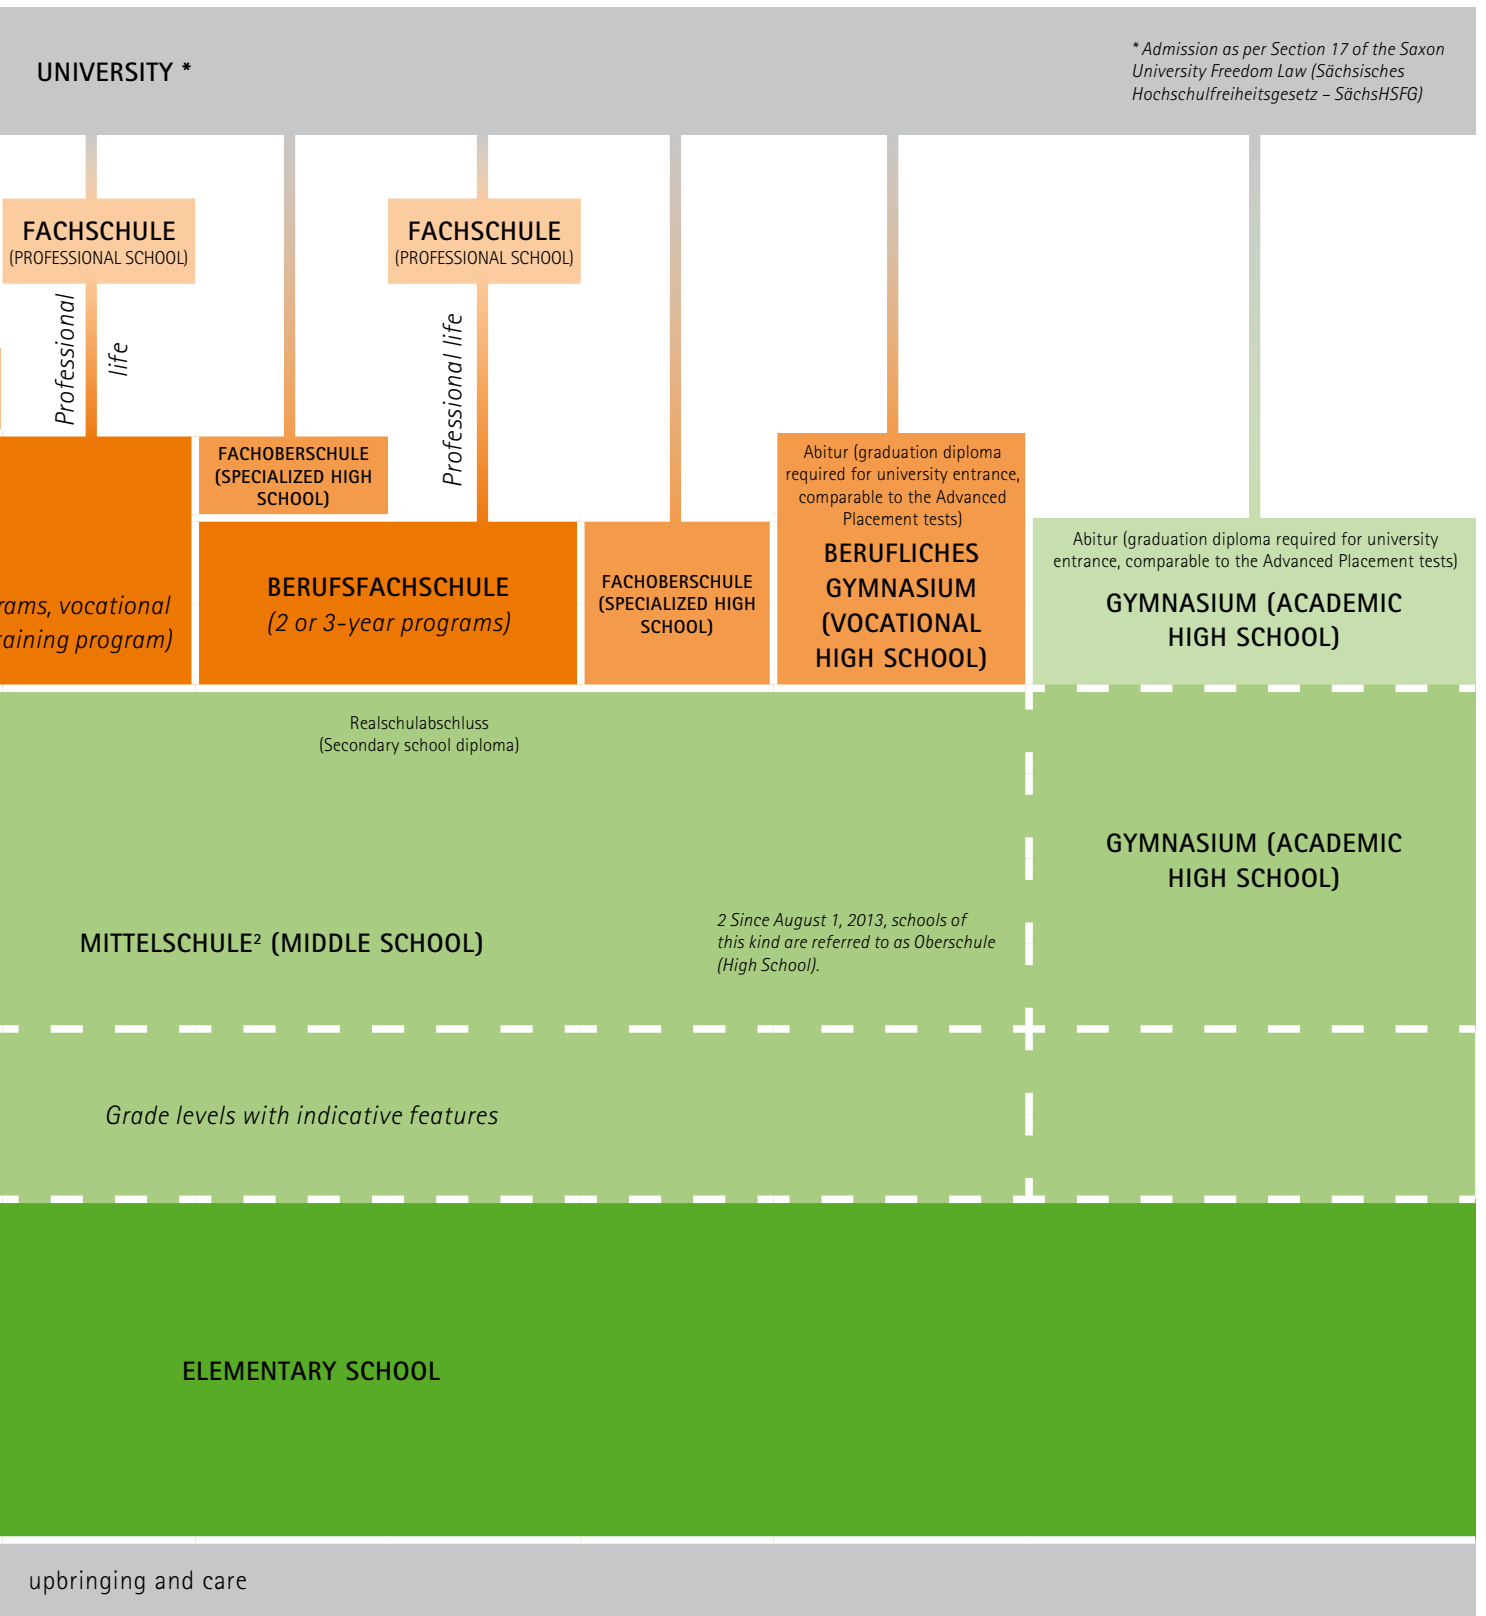 UNIVERSITY *
* Admission as per Section 17 of the Saxon
University Freedom Law (Sächsisches
Hochschulfreiheitsgesetz – SächsHSFG)
FACHSCHULE
(PROFESSIONAL SCHOOL)
FACHSCHULE
(PROFESSIONAL SCHOOL)
Professional
life
Professional life
FACHOBERSCHULE
(SPECIALIZED HIGH
SCHOOL)
Abitur (graduation diploma
required for university entrance,
comparable to the Advanced
Placement tests)
BERUFLICHES
GYMNASIUM
(VOCATIONAL
HIGH SCHOOL)
Abitur (graduation diploma required for university
entrance, comparable to the Advanced Placement tests)
GYMNASIUM (ACADEMIC
HIGH SCHOOL)
rams, vocational
raining program)
BERUFSFACHSCHULE
(2 or 3-year programs)
FACHOBERSCHULE
(SPECIALIZED HIGH
SCHOOL)
Realschulabschluss
(Secondary school diploma)
GYMNASIUM (ACADEMIC
HIGH SCHOOL)
MITTELSCHULE² (MIDDLE SCHOOL)
2 Since August 1, 2013, schools of
this kind are referred to as Oberschule
(High School).
Grade levels with indicative features
ELEMENTARY SCHOOL
upbringing and care